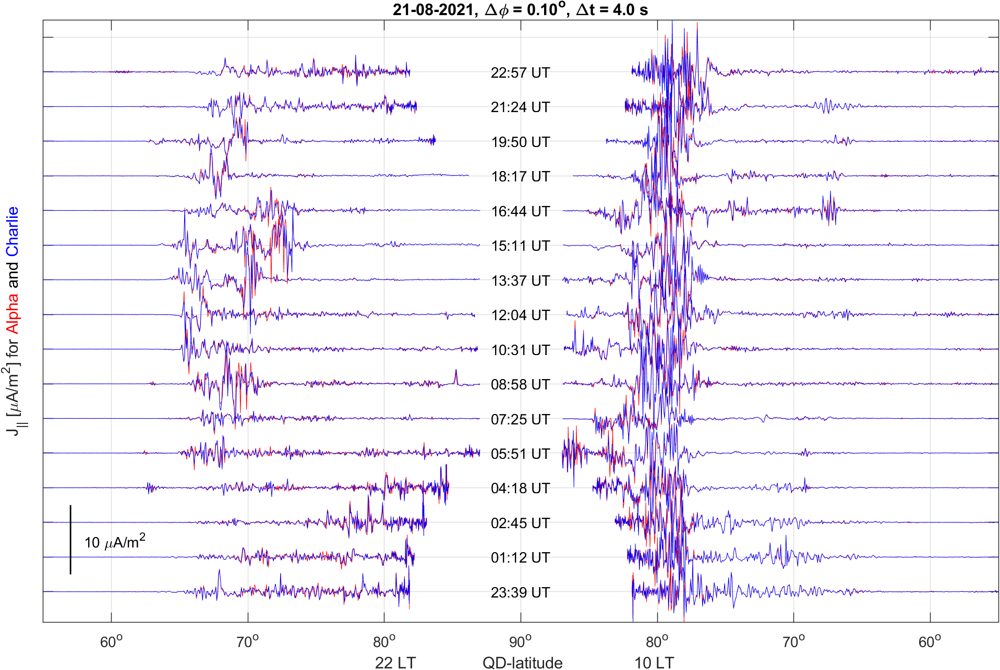 21-08-2021, Δϕ = 0.10°, Δt = 4.0 s
J|| [μA/m²] for Alpha and Charlie
22:57 UT
21:24 UT
19:50 UT
18:17 UT
16:44 UT
15:11 UT
13:37 UT
12:04 UT
10:31 UT
08:58 UT
07:25 UT
05:51 UT
04:18 UT
02:45 UT
10 μA/m²
01:12 UT
23:39 UT
60° 70° 80° 90° 80° 70° 60°
22 LT QD-latitude 10 LT